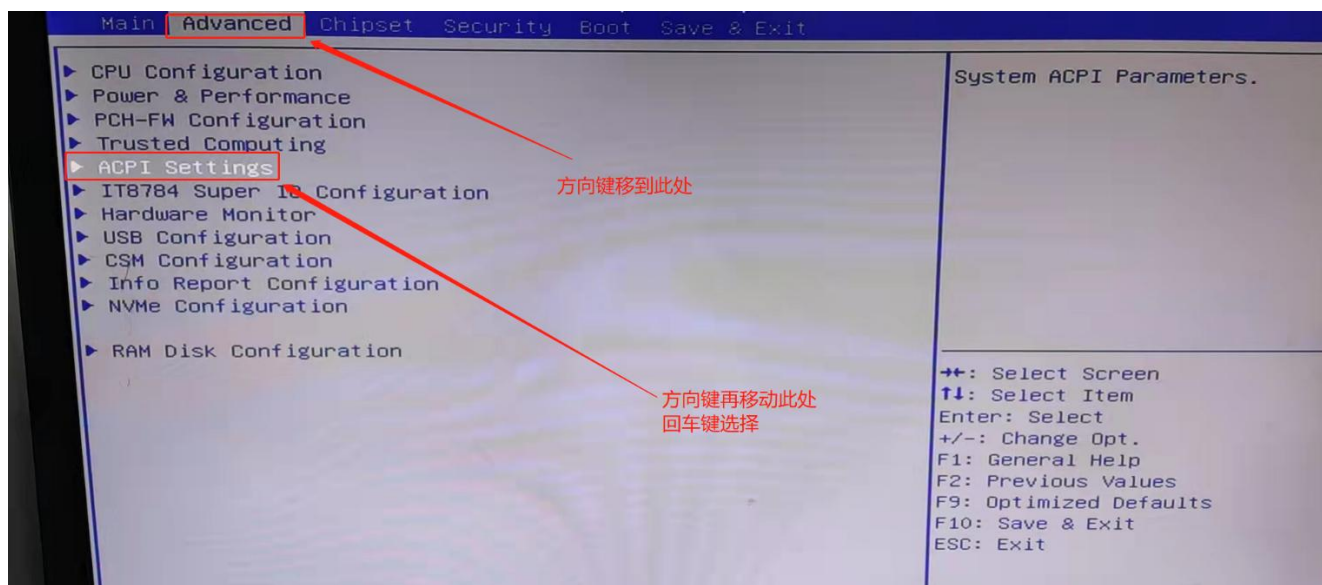 Main Advanced Chipset Security Boot Save & Exit
CPU Configuration
Power & Performance
PCH-FW Configuration
Trusted Computing
ACPI Settings
IT8784 Super IO Configuration
Hardware Monitor
USB Configuration
CSM Configuration
Info Report Configuration
NVMe Configuration
RAM Disk Configuration
方向键移到此处
方向键再移动此处
回车键选择
System ACPI Parameters.
→←: Select Screen
↑↓: Select Item
Enter: Select
+/-: Change Opt.
F1: General Help
F2: Previous Values
F9: Optimized Defaults
F10: Save & Exit
ESC: Exit